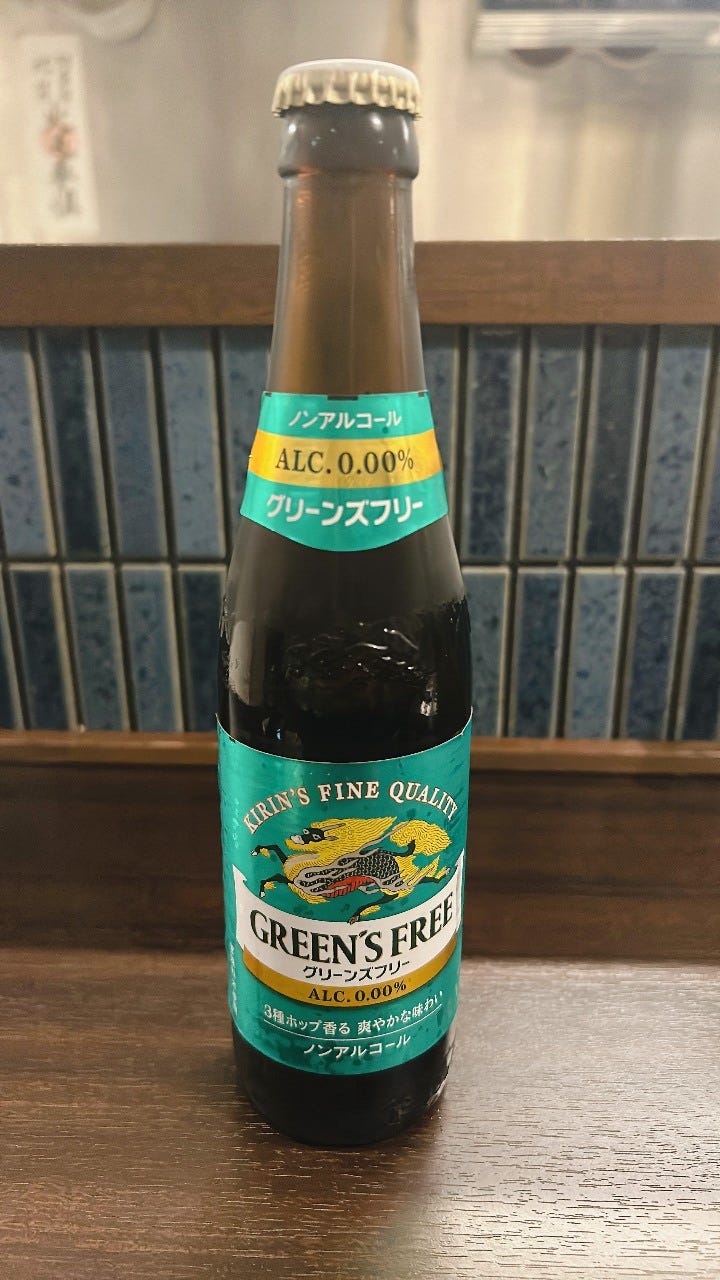 ノンアルコール
ALC. 0.00%
グリーンズフリー
KIRIN'S FINE QUALITY
GREEN'S FREE
グリーンズフリー
ALC. 0.00%
3種ホップ香る 爽やかな味わい
ノンアルコール